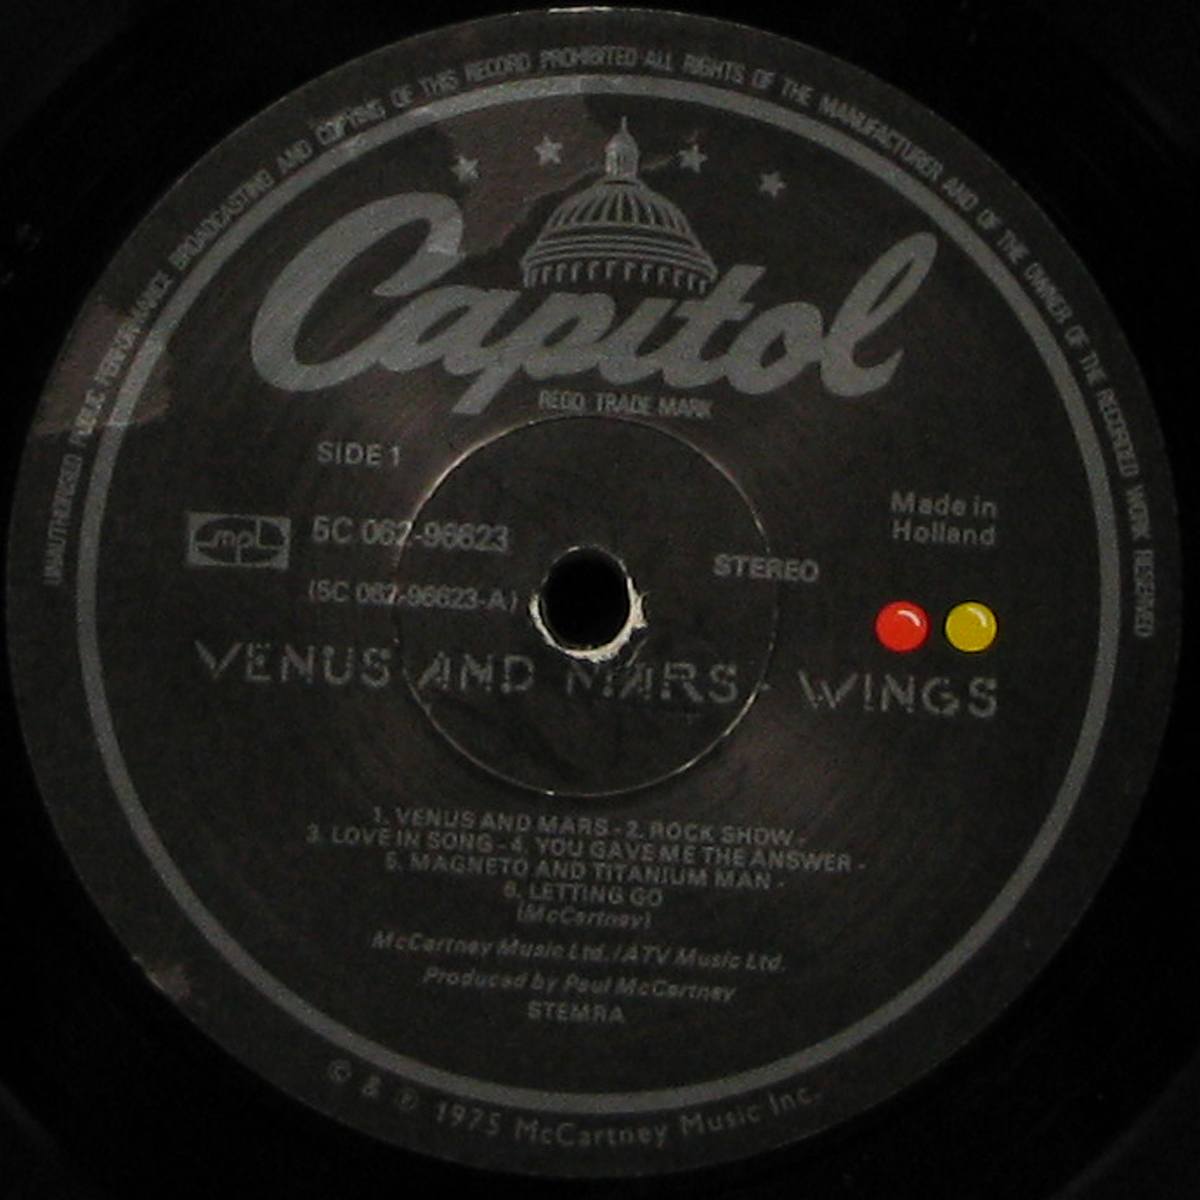 UNAUTHORISED PUBLIC PERFORMANCE BROADCASTING AND COPYING OF THIS RECORD PROHIBITED·ALL RIGHTS OF THE MANUFACTURER AND OF THE OWNER OF THE RECORDED WORK RESERVED
Capitol
REGD TRADE MARK
SIDE 1
Made in
Holland
mpl
5C 062-96623
STEREO
(5C 062-96623-A)
VENUS AND MARS - WINGS
1. VENUS AND MARS - 2. ROCK SHOW -
3. LOVE IN SONG - 4. YOU GAVE ME THE ANSWER -
5. MAGNETO AND TITANIUM MAN -
6. LETTING GO
(McCartney)
McCartney Music Ltd. / ATV Music Ltd.
Produced by Paul McCartney
STEMRA
© & ℗ 1975 McCartney Music Inc.